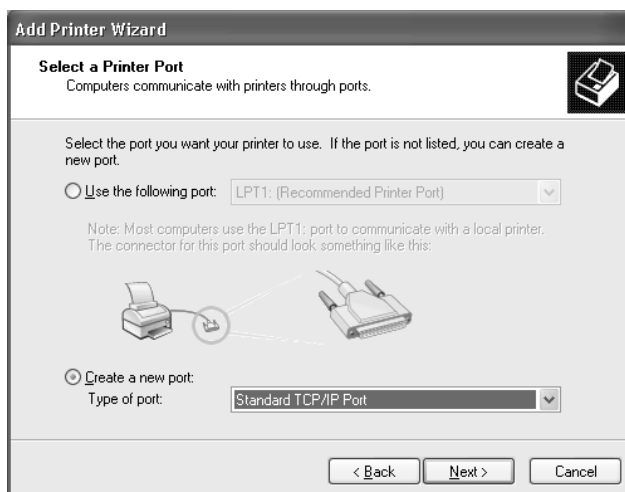 Add Printer Wizard
Select a Printer Port
Computers communicate with printers through ports.
Select the port you want your printer to use. If the port is not listed, you can create a
new port.
Use the following port: LPT1: (Recommended Printer Port)
Note: Most computers use the LPT1: port to communicate with a local printer.
The connector for this port should look something like this:
Create a new port:
Type of port: Standard TCP/IP Port
< Back Next > Cancel